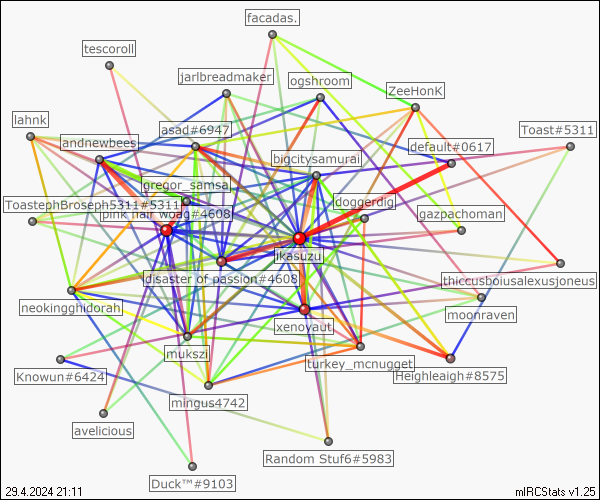 facadas.
tescoroll
jarlbreadmaker
ogshroom
ZeeHonK
lahnk
asad#6947
Toast#5311
andnewbees
default#0617
bigcitysamurai
gregor_samsa
doggerdig
ToastephBroseph5311#5311
pink hair woag#4608
gazpachoman
ikasuzu
disaster of passion#4608
thiccusboiusalexusjoneus
neokingghidorah
moonraven
xenoyaut
mukszi
turkey_mcnugget
Knowun#6424
Heighleaigh#8575
mingus4742
avelicious
Random Stuf6#5983
Duck™#9103
29.4.2024 21:11
mIRCStats v1.25